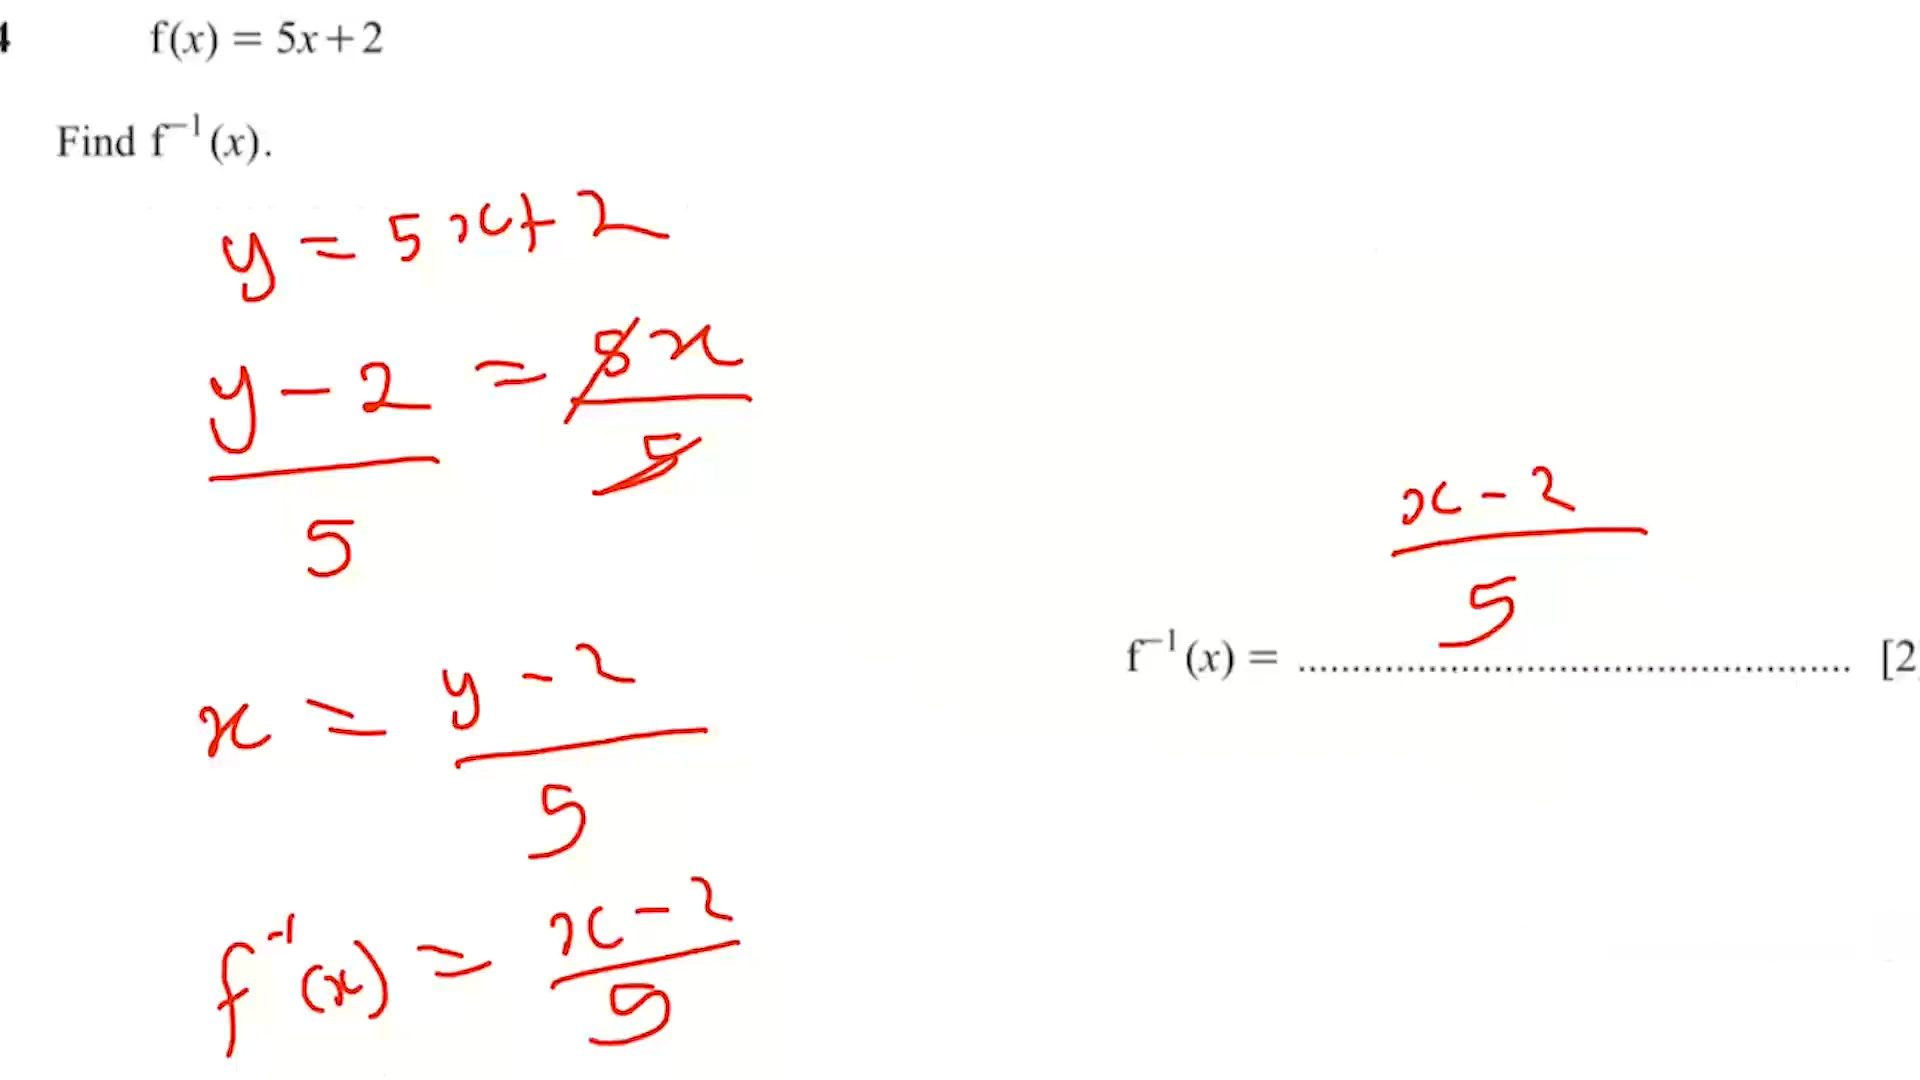 4 f(x) = 5x+2
Find f⁻¹(x).
y = 5x+2
y-2 = 5x
5 5
x = y-2
5
f⁻¹(x) = x-2
5
x-2
5
f⁻¹(x) = .................................................... [2